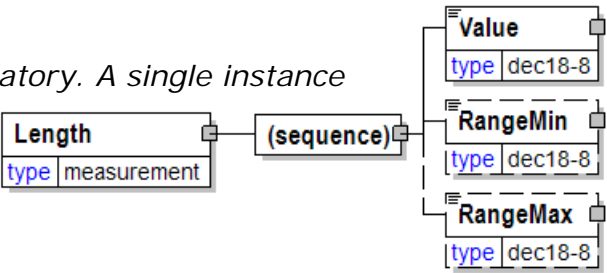 Value
type dec18-8
atory. A single instance
RangeMin
Length
(sequence)
type dec18-8
type measurement
RangeMax
type dec18-8